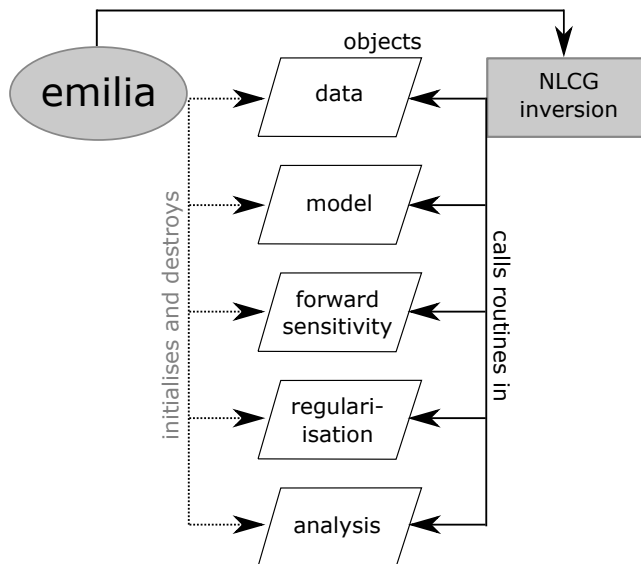 objects
emilia
data
NLCG
inversion
model
forward
sensitivity
regulari-
isation
analysis
initialises and destroys
calls routines in